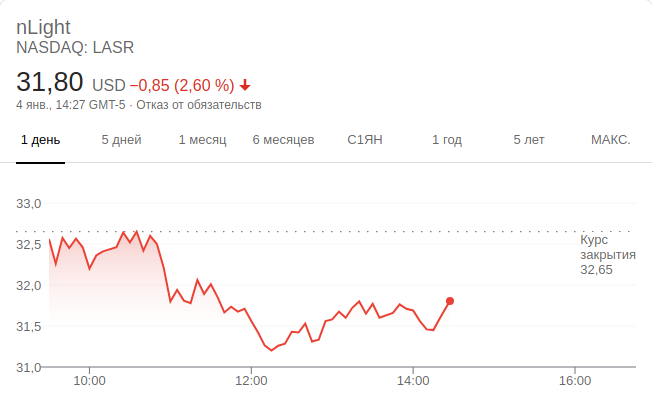 nLight
NASDAQ: LASR
31,80 USD −0,85 (2,60 %)
4 янв., 14:27 GMT-5 · Отказ от обязательств
1 день 5 дней 1 месяц 6 месяцев С1ЯН 1 год 5 лет МАКС.
33,0
32,5
32,0
31,5
31,0
Курс
закрытия
32,65
10:00 12:00 14:00 16:00